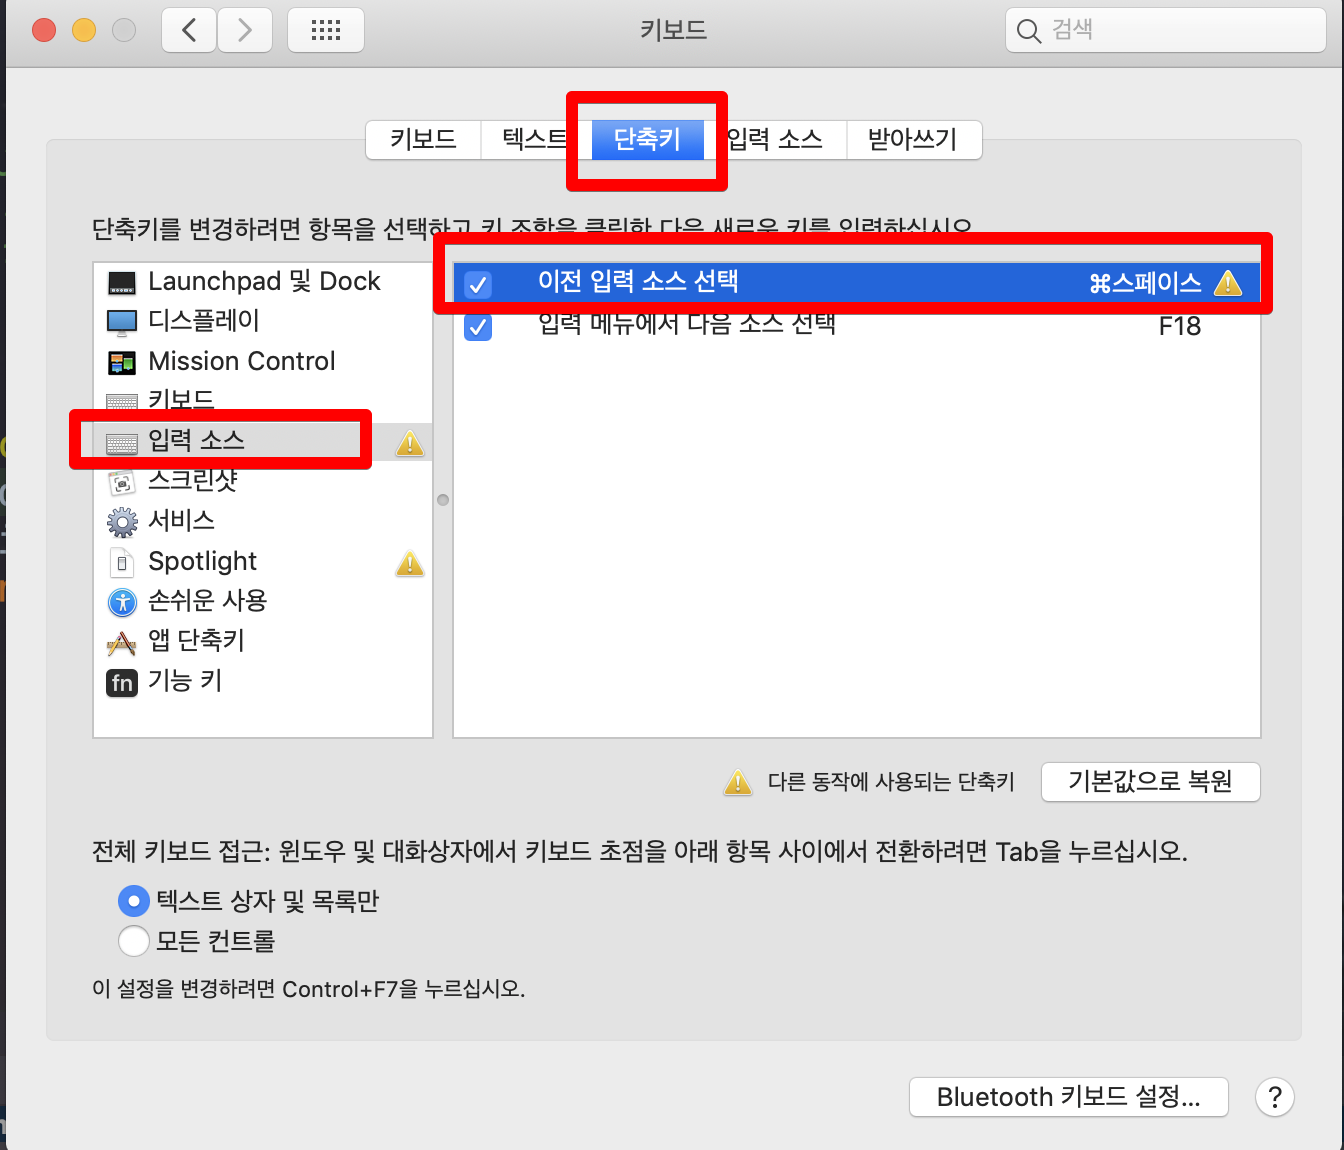 키보드
검색
키보드
텍스트
단축키
입력 소스
받아쓰기
단축키를 변경하려면 항목을 선택하고 키 조합을 클릭한 다음 새로운 키를 입력하십시오.
Launchpad 및 Dock
디스플레이
Mission Control
키보드
입력 소스
스크린샷
서비스
Spotlight
손쉬운 사용
앱 단축키
fn 기능 키
이전 입력 소스 선택 ⌘스페이스
입력 메뉴에서 다음 소스 선택 F18
다른 동작에 사용되는 단축키
기본값으로 복원
전체 키보드 접근: 윈도우 및 대화상자에서 키보드 초점을 아래 항목 사이에서 전환하려면 Tab을 누르십시오.
텍스트 상자 및 목록만
모든 컨트롤
이 설정을 변경하려면 Control+F7을 누르십시오.
Bluetooth 키보드 설정...
?